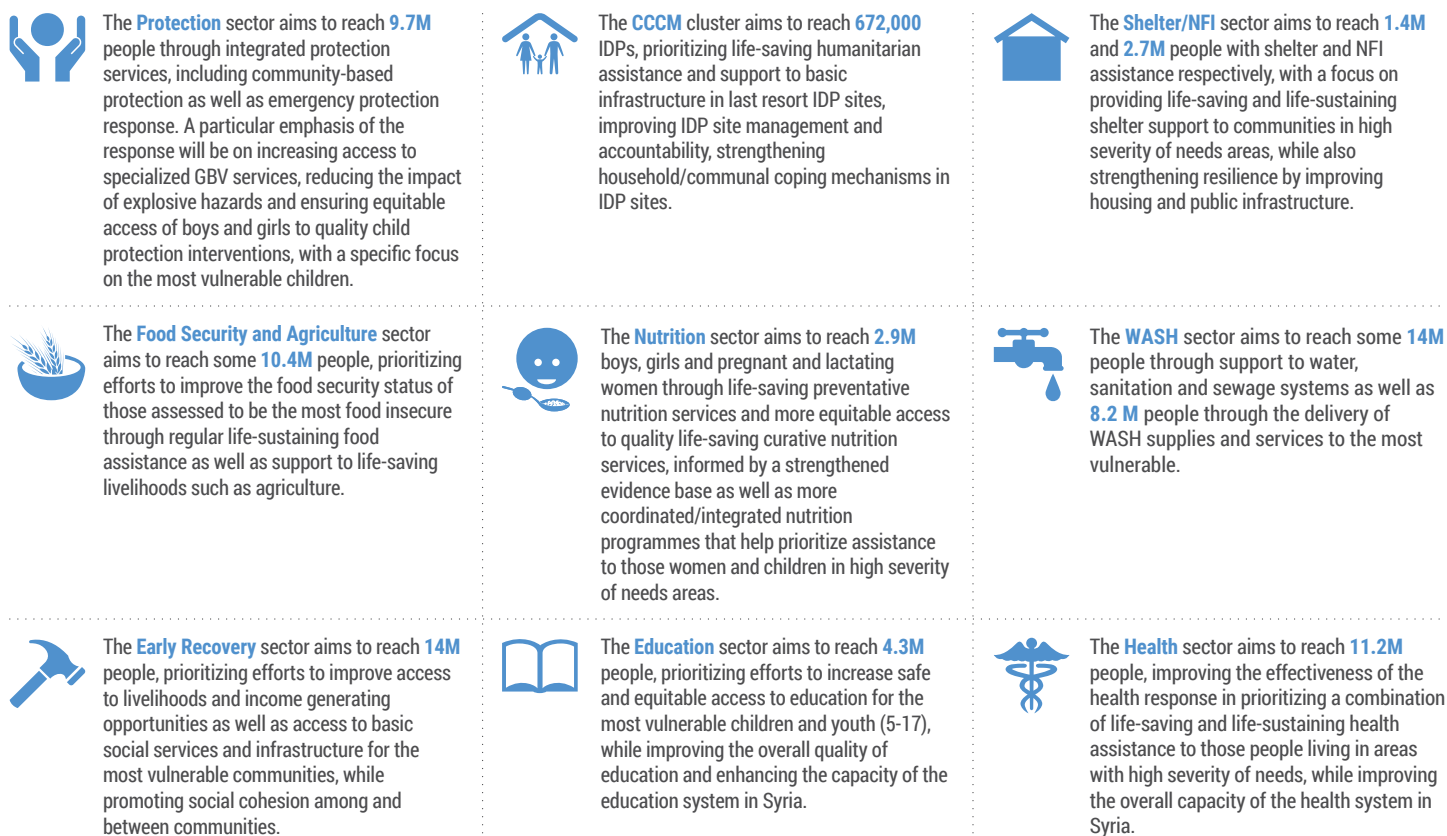 The Protection sector aims to reach 9.7M
people through integrated protection
services, including community-based
protection as well as emergency protection
response. A particular emphasis of the
response will be on increasing access to
specialized GBV services, reducing the impact
of explosive hazards and ensuring equitable
access of boys and girls to quality child
protection interventions, with a specific focus
on the most vulnerable children.
The CCCM cluster aims to reach 672,000
IDPs, prioritizing life-saving humanitarian
assistance and support to basic
infrastructure in last resort IDP sites,
improving IDP site management and
accountability, strengthening
household/communal coping mechanisms in
IDP sites.
The Shelter/NFI sector aims to reach 1.4M
and 2.7M people with shelter and NFI
assistance respectively, with a focus on
providing life-saving and life-sustaining
shelter support to communities in high
severity of needs areas, while also
strengthening resilience by improving
housing and public infrastructure.
The Food Security and Agriculture sector
aims to reach some 10.4M people, prioritizing
efforts to improve the food security status of
those assessed to be the most food insecure
through regular life-sustaining food
assistance as well as support to life-saving
livelihoods such as agriculture.
The Nutrition sector aims to reach 2.9M
boys, girls and pregnant and lactating
women through life-saving preventative
nutrition services and more equitable access
to quality life-saving curative nutrition
services, informed by a strengthened
evidence base as well as more
coordinated/integrated nutrition
programmes that help prioritize assistance
to those women and children in high severity
of needs areas.
The WASH sector aims to reach some 14M
people through support to water,
sanitation and sewage systems as well as
8.2 M people through the delivery of
WASH supplies and services to the most
vulnerable.
The Early Recovery sector aims to reach 14M
people, prioritizing efforts to improve access
to livelihoods and income generating
opportunities as well as access to basic
social services and infrastructure for the
most vulnerable communities, while
promoting social cohesion among and
between communities.
The Education sector aims to reach 4.3M
people, prioritizing efforts to increase safe
and equitable access to education for the
most vulnerable children and youth (5-17),
while improving the overall quality of
education and enhancing the capacity of the
education system in Syria.
The Health sector aims to reach 11.2M
people, improving the effectiveness of the
health response in prioritizing a combination
of life-saving and life-sustaining health
assistance to those people living in areas
with high severity of needs, while improving
the overall capacity of the health system in
Syria.